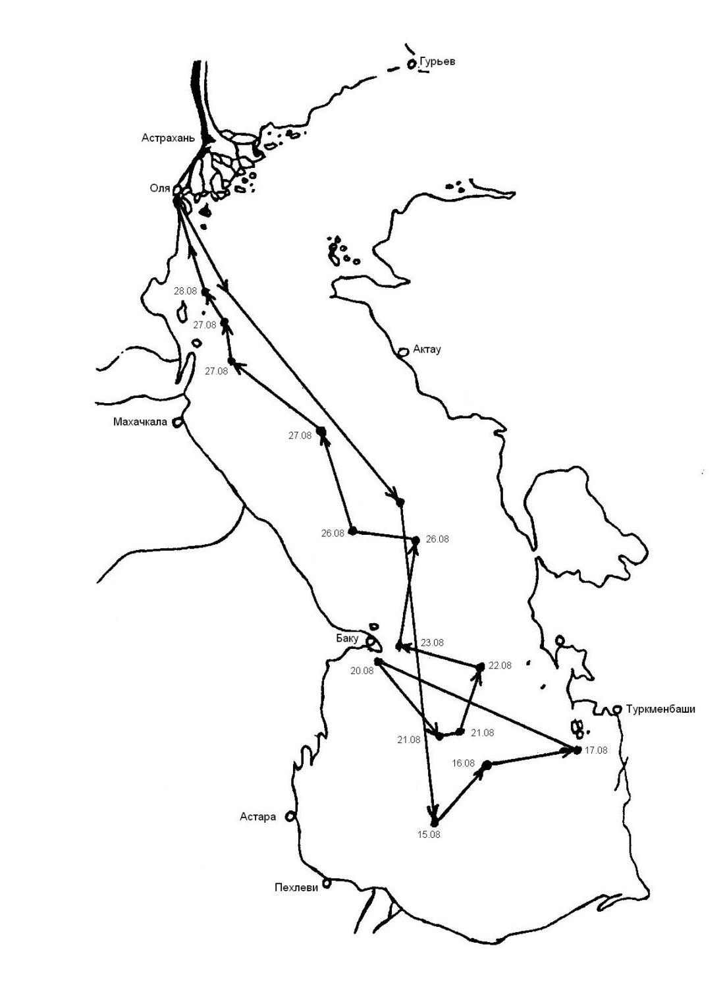 Гурьев
Астрахань
Оля
28.08
27.08
Актау
27.08
Махачкала
27.08
26.08
26.08
Баку
23.08
20.08
22.08
Туркменбаши
21.08
21.08
17.08
16.08
Астара
15.08
Пехлеви